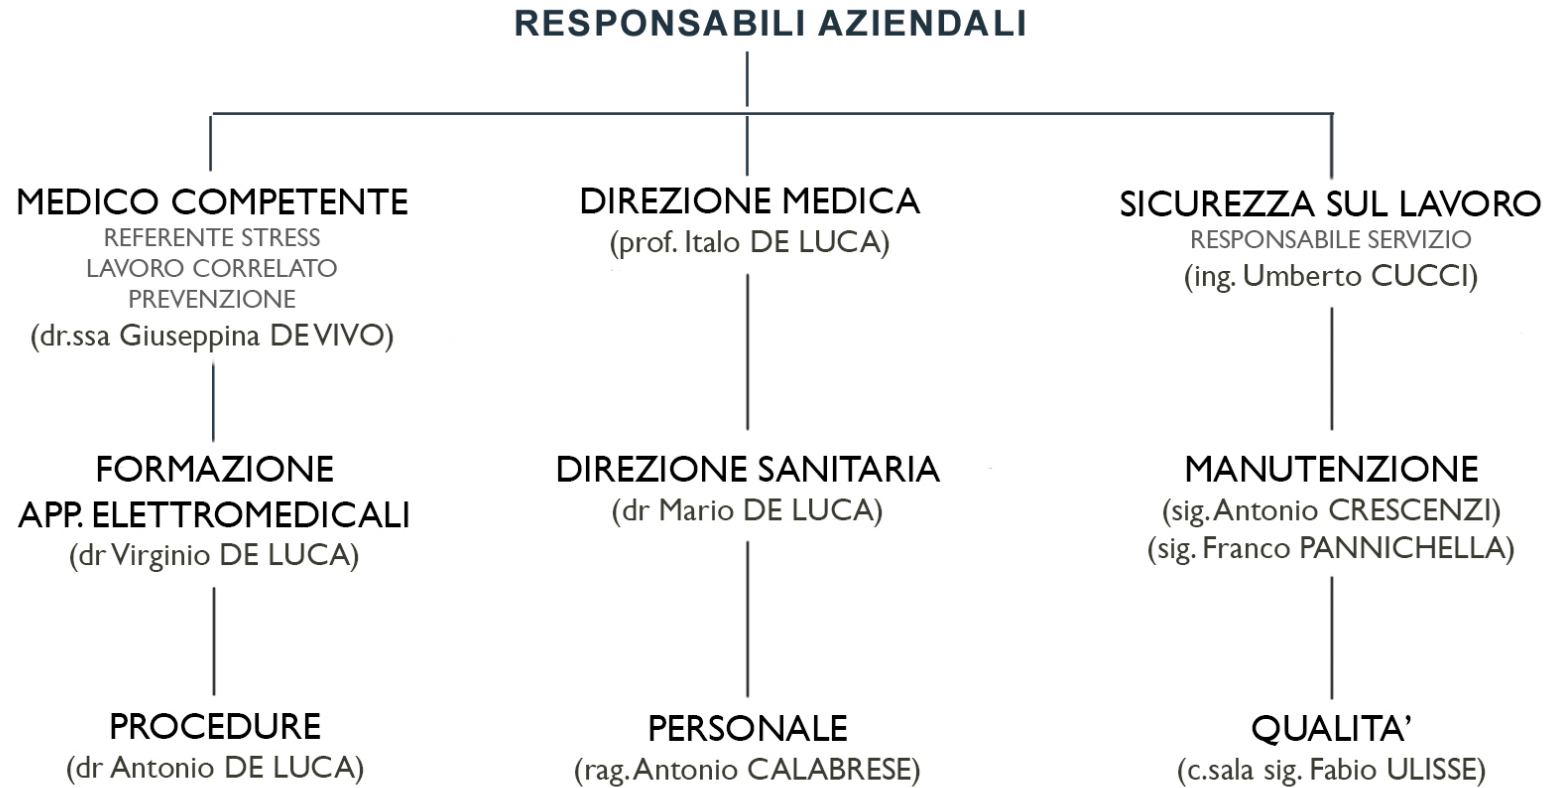 RESPONSABILI AZIENDALI
MEDICO COMPETENTE
REFERENTE STRESS
LAVORO CORRELATO
PREVENZIONE
(dr.ssa Giuseppina DE VIVO)
DIREZIONE MEDICA
(prof. Italo DE LUCA)
SICUREZZA SUL LAVORO
RESPONSABILE SERVIZIO
(ing. Umberto CUCCI)
FORMAZIONE
APP. ELETTROMEDICALI
(dr Virginio DE LUCA)
DIREZIONE SANITARIA
(dr Mario DE LUCA)
MANUTENZIONE
(sig. Antonio CRESCENZI)
(sig. Franco PANNICHELLA)
PROCEDURE
(dr Antonio DE LUCA)
PERSONALE
(rag. Antonio CALABRESE)
QUALITA’
(c.sala sig. Fabio ULISSE)